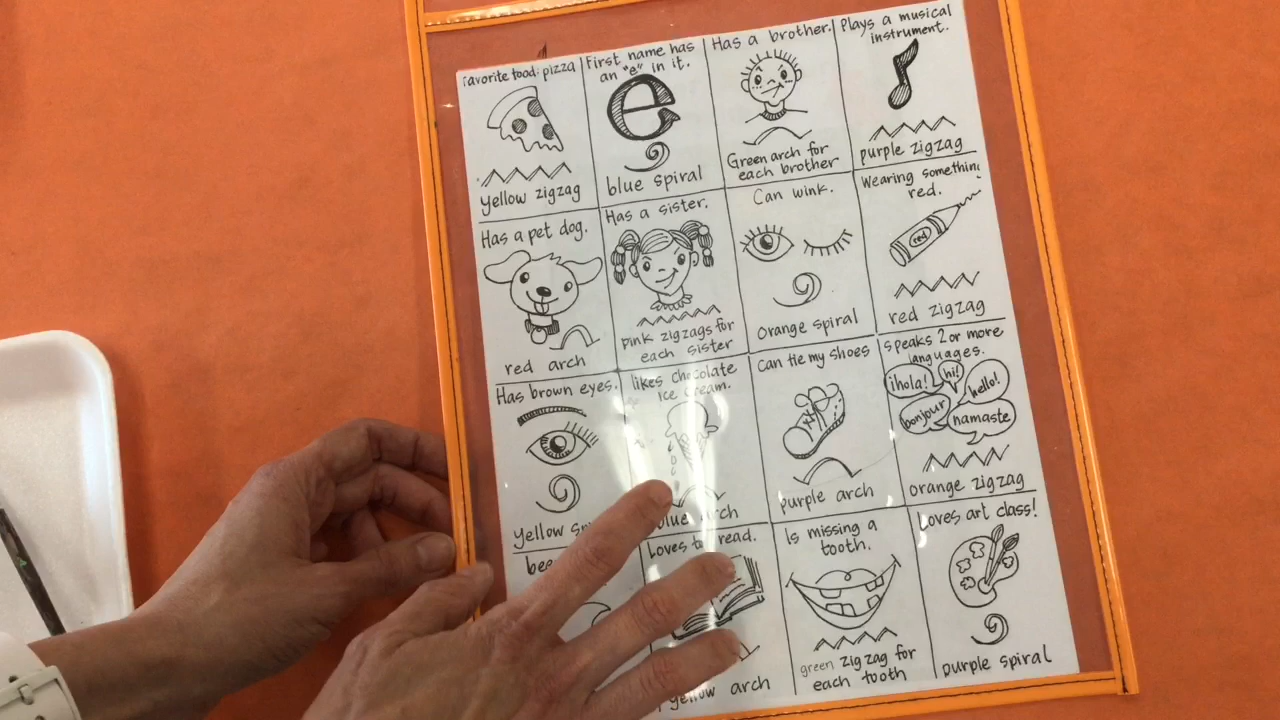 Favorite food: pizza
yellow zigzag
First name has
an "e" in it.
e
blue spiral
Has a brother.
Green arch for
each brother
Plays a musical
instrument.
purple zigzag
Has a pet dog.
red arch
Has a sister.
pink zigzags for
each sister
Can wink.
Orange spiral
Wearing something
red.
red
red zigzag
Has brown eyes.
Yellow
likes chocolate
Ice cream.
blue arch
Can tie my shoes
purple arch
speaks 2 or more
languages.
¡hola!
hi!
hello!
bonjour
namaste
orange zigzag
Loves to read.
yellow arch
Is missing a
tooth.
green zigzag for
each tooth
Loves art class!
purple spiral